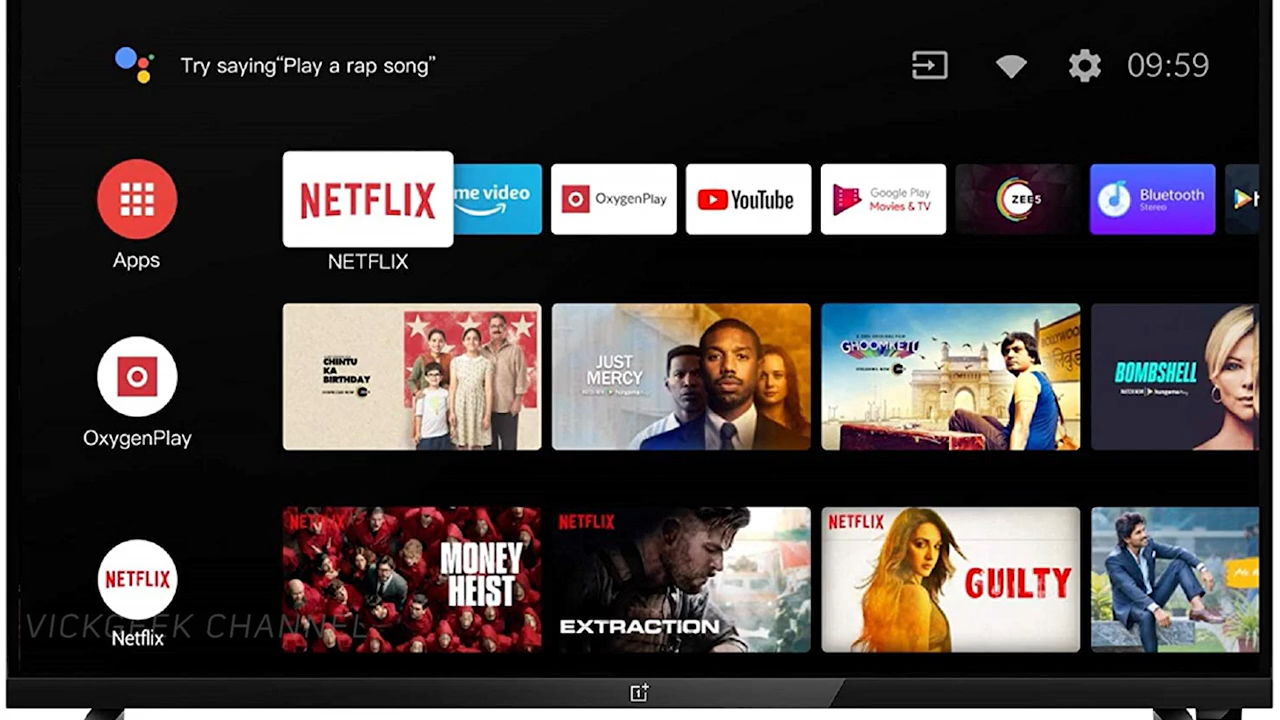 Try saying“Play a rap song”
09:59
NETFLIX
me video
OxygenPlay
YouTube
Google Play
Movies & TV
ZEE5
Bluetooth
Stereo
Apps
NETFLIX
CHINTU
KA
BIRTHDAY
JUST
MERCY
GHOOMKETU
BOLLYWOOD
BOMBSHELL
OxygenPlay
NETFLIX
MONEY
HEIST
NETFLIX
EXTRACTION
NETFLIX
GUILTY
NETFLIX
Netflix
VICKGEEK CHANNEL
1+